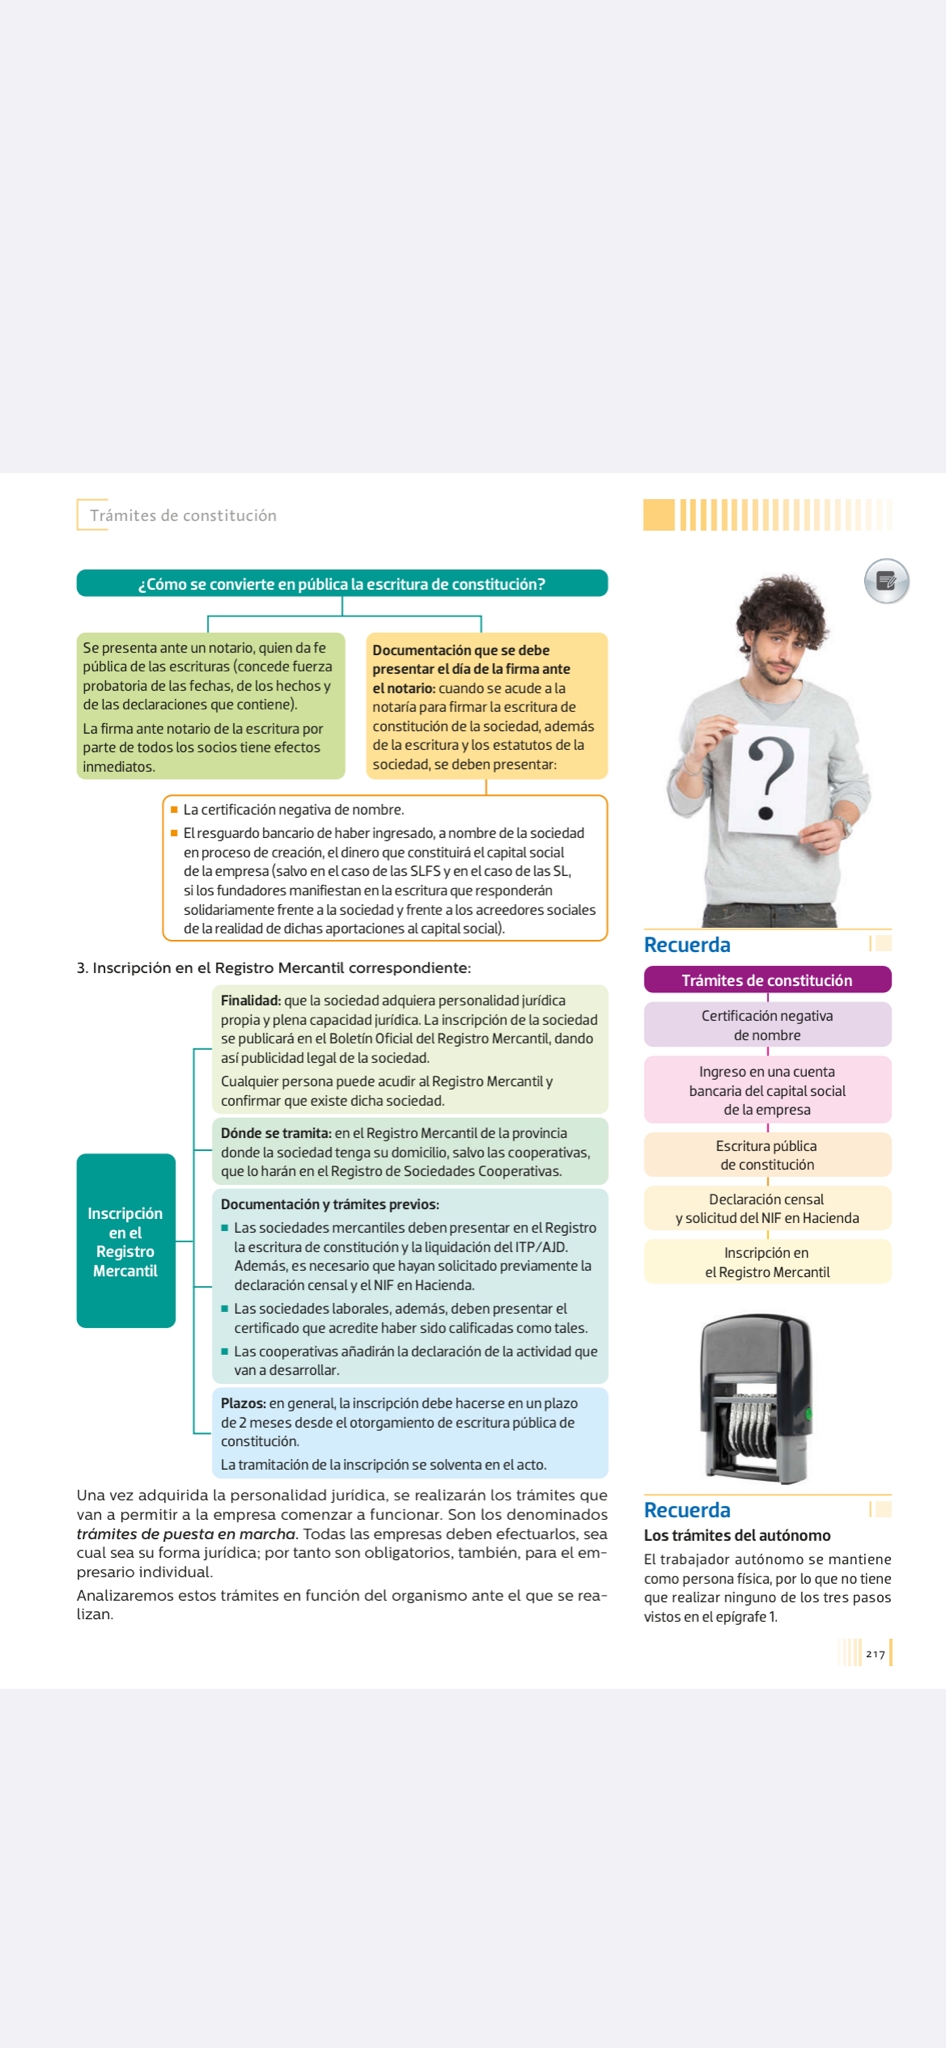 Trámites de constitución
¿Cómo se convierte en pública la escritura de constitución?
Se presenta ante un notario, quien da fe
pública de las escrituras (concede fuerza
probatoria de las fechas, de los hechos y
de las declaraciones que contiene).
La firma ante notario de la escritura por
parte de todos los socios tiene efectos
inmediatos.
Documentación que se debe
presentar el día de la firma ante
el notario: cuando se acude a la
notaría para firmar la escritura de
constitución de la sociedad, además
de la escritura y los estatutos de la
sociedad, se deben presentar:
La certificación negativa de nombre.
El resguardo bancario de haber ingresado, a nombre de la sociedad
en proceso de creación, el dinero que constituirá el capital social
de la empresa (salvo en el caso de las SLFS y en el caso de las SL,
si los fundadores manifiestan en la escritura que responderán
solidariamente frente a la sociedad y frente a los acreedores sociales
de la realidad de dichas aportaciones al capital social).
3. Inscripción en el Registro Mercantil correspondiente:
Inscripción
en el
Registro
Mercantil
Finalidad: que la sociedad adquiera personalidad jurídica
propia y plena capacidad jurídica. La inscripción de la sociedad
se publicará en el Boletín Oficial del Registro Mercantil, dando
así publicidad legal de la sociedad.
Cualquier persona puede acudir al Registro Mercantil y
confirmar que existe dicha sociedad.
Dónde se tramita: en el Registro Mercantil de la provincia
donde la sociedad tenga su domicilio, salvo las cooperativas,
que lo harán en el Registro de Sociedades Cooperativas.
Documentación y trámites previos:
Las sociedades mercantiles deben presentar en el Registro
la escritura de constitución y la liquidación del ITP/AJD.
Además, es necesario que hayan solicitado previamente la
declaración censal y el NIF en Hacienda.
Las sociedades laborales, además, deben presentar el
certificado que acredite haber sido calificadas como tales.
Las cooperativas añadirán la declaración de la actividad que
van a desarrollar.
Plazos: en general, la inscripción debe hacerse en un plazo
de 2 meses desde el otorgamiento de escritura pública de
constitución.
La tramitación de la inscripción se solventa en el acto.
Una vez adquirida la personalidad jurídica, se realizarán los trámites que
van a permitir a la empresa comenzar a funcionar. Son los denominados
trámites de puesta en marcha. Todas las empresas deben efectuarlos, sea
cual sea su forma jurídica; por tanto son obligatorios, también, para el em-
presario individual.
Analizaremos estos trámites en función del organismo ante el que se rea-
lizan.
?
Recuerda
Trámites de constitución
Certificación negativa
de nombre
Ingreso en una cuenta
bancaria del capital social
de la empresa
Escritura pública
de constitución
Declaración censal
y solicitud del NIF en Hacienda
Inscripción en
el Registro Mercantil
Recuerda
Los trámites del autónomo
El trabajador autónomo se mantiene
como persona física, por lo que no tiene
que realizar ninguno de los tres pasos
vistos en el epígrafe 1.
217